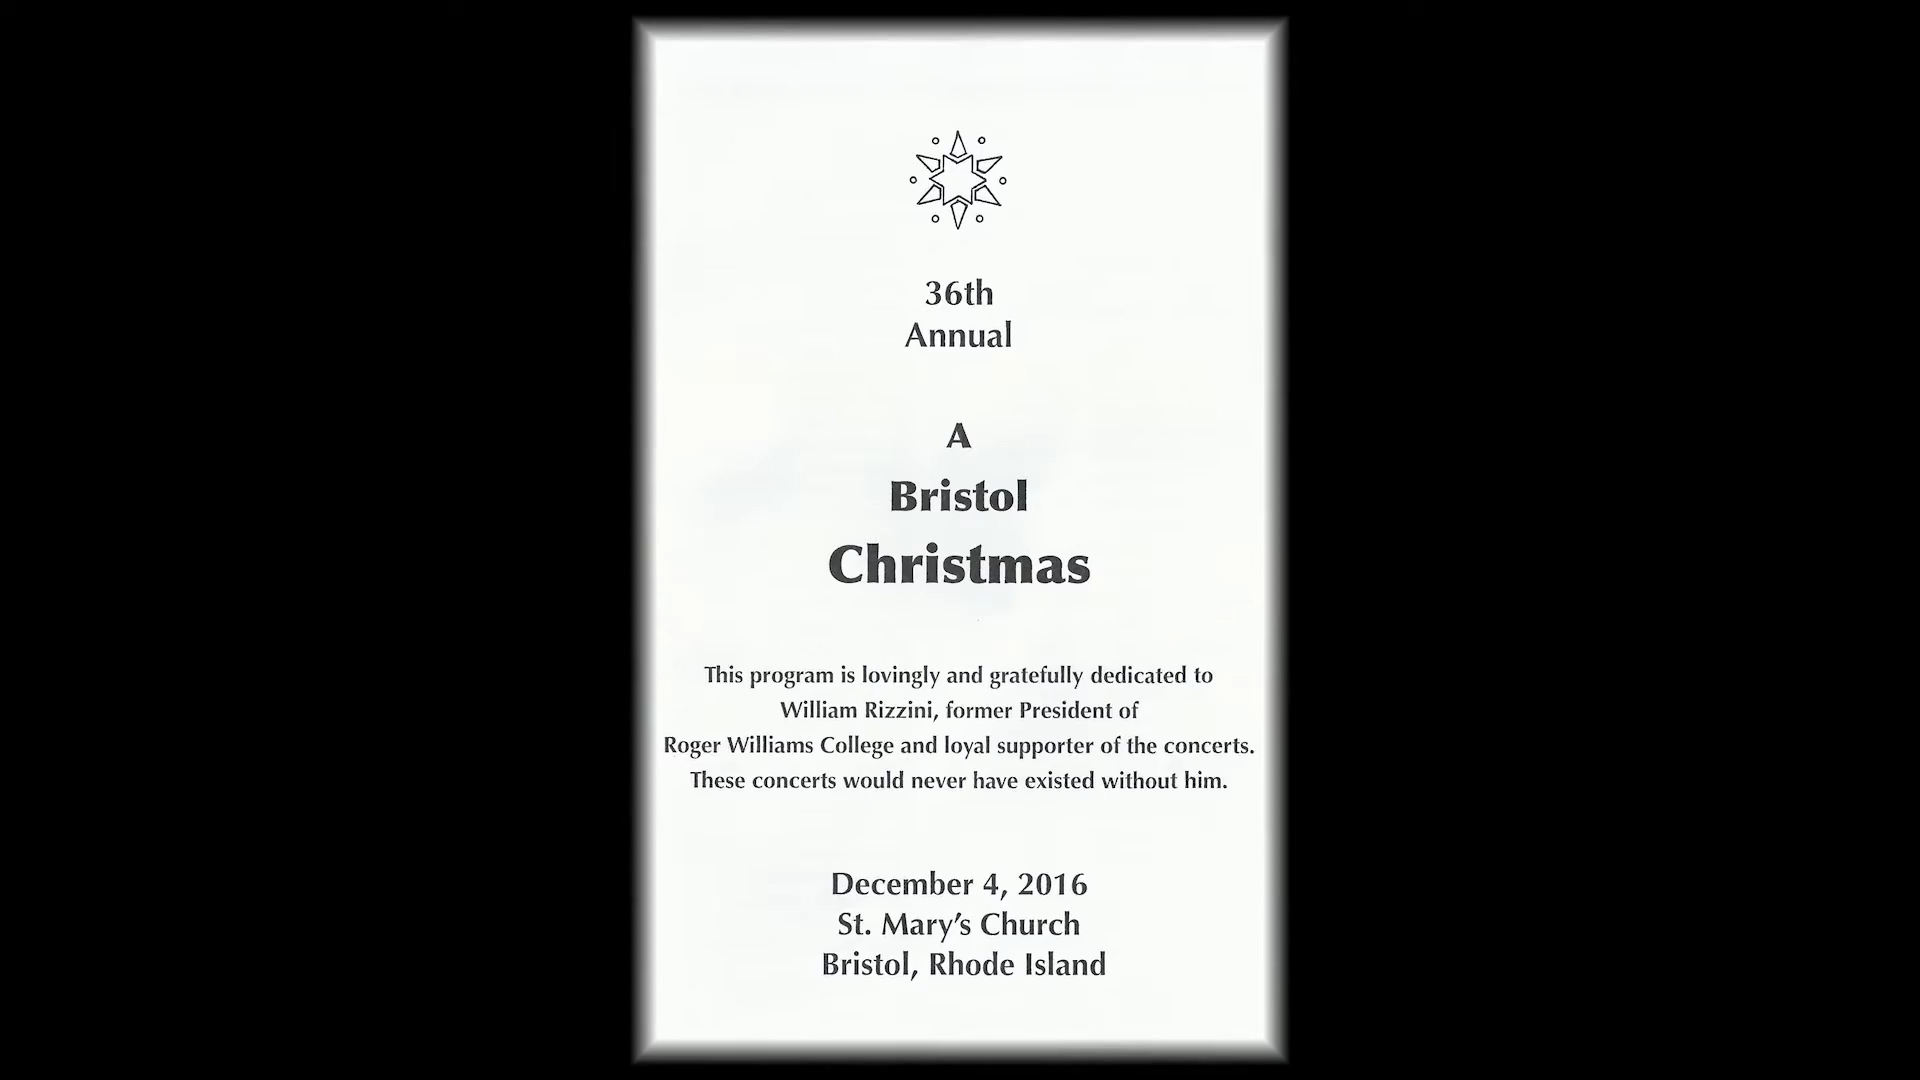 36th
Annual
A
Bristol
Christmas
This program is lovingly and gratefully dedicated to
William Rizzini, former President of
Roger Williams College and loyal supporter of the concerts.
These concerts would never have existed without him.
December 4, 2016
St. Mary's Church
Bristol, Rhode Island